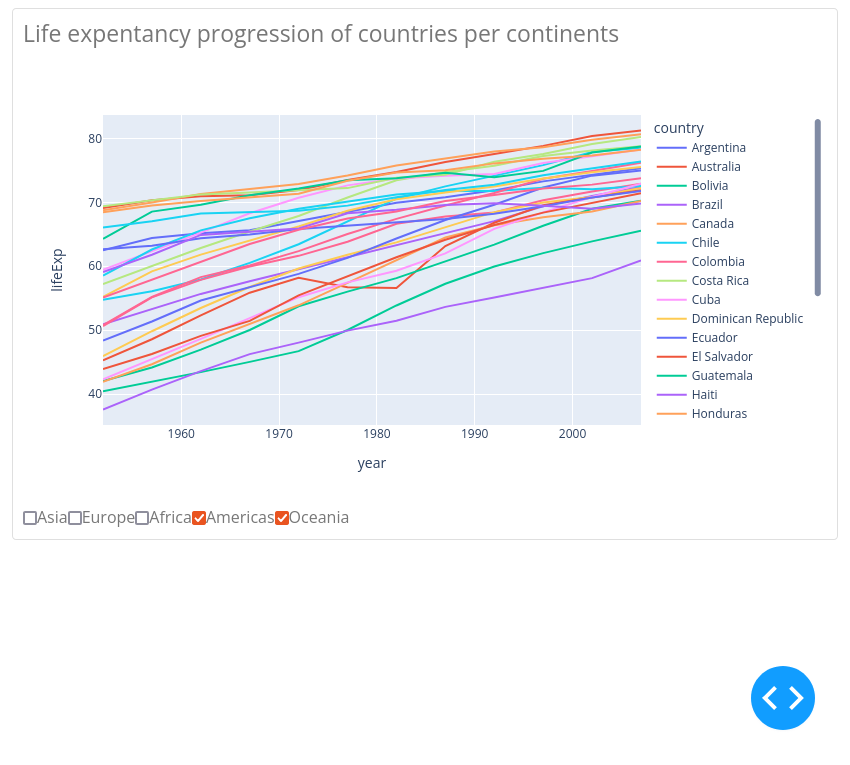 Life expentancy progression of countries per continents
country
Argentina
Australia
Bolivia
Brazil
Canada
Chile
Colombia
Costa Rica
Cuba
Dominican Republic
Ecuador
El Salvador
Guatemala
Haiti
Honduras
lifeExp
80
70
60
50
40
1960 1970 1980 1990 2000
year
Asia Europe Africa Americas Oceania